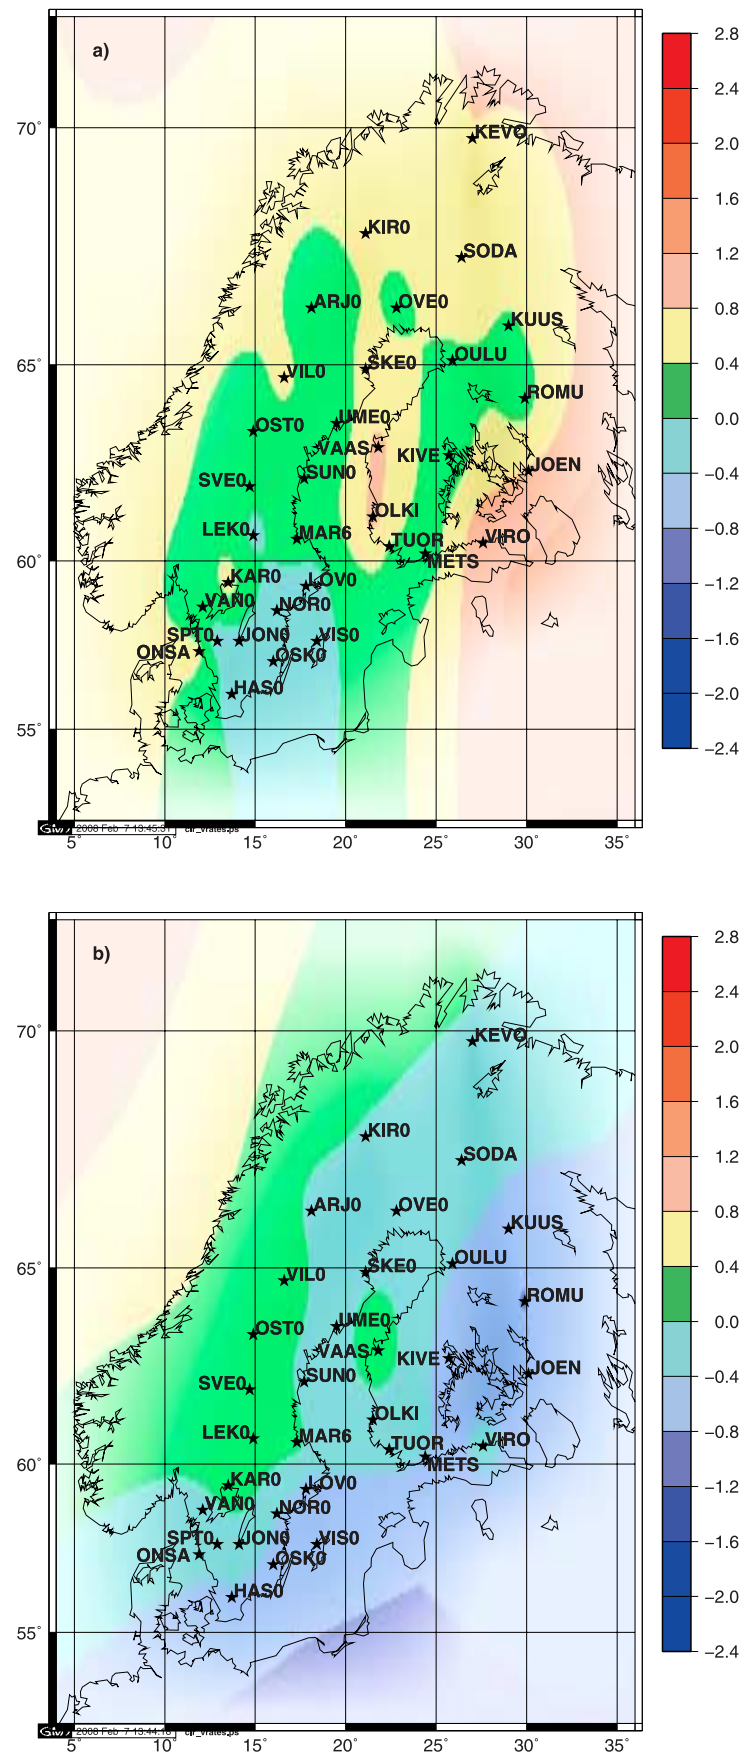 a)
2.8
2.4
2.0
1.6
1.2
0.8
0.4
0.0
−0.4
−0.8
−1.2
−1.6
−2.0
−2.4
70°
65°
60°
55°
KEVO
KIR0
SODA
ARJ0
OVE0
KUUS
OULU
SKE0
VIL0
ROMU
UME0
OST0
VAAS
KIVE
JOEN
SUN0
SVE0
OLKI
LEK0
MAR6
TUOR
VIRO
METS
KAR0
LOV0
VAN0
NOR0
SPT0
JON0
VIS0
ONSA
OSK0
HAS0
2008 Feb 7 13:45:31
5°
10°
15°
20°
25°
30°
35°
b)
2.8
2.4
2.0
1.6
1.2
0.8
0.4
0.0
−0.4
−0.8
−1.2
−1.6
−2.0
−2.4
70°
65°
60°
55°
KEVO
KIR0
SODA
ARJ0
OVE0
KUUS
OULU
SKE0
VIL0
ROMU
UME0
OST0
VAAS
KIVE
JOEN
SUN0
SVE0
OLKI
LEK0
MAR6
TUOR
VIRO
METS
KAR0
LOV0
VAN0
NOR0
SPT0
JON0
VIS0
ONSA
OSK0
HAS0
5°
10°
15°
20°
25°
30°
35°